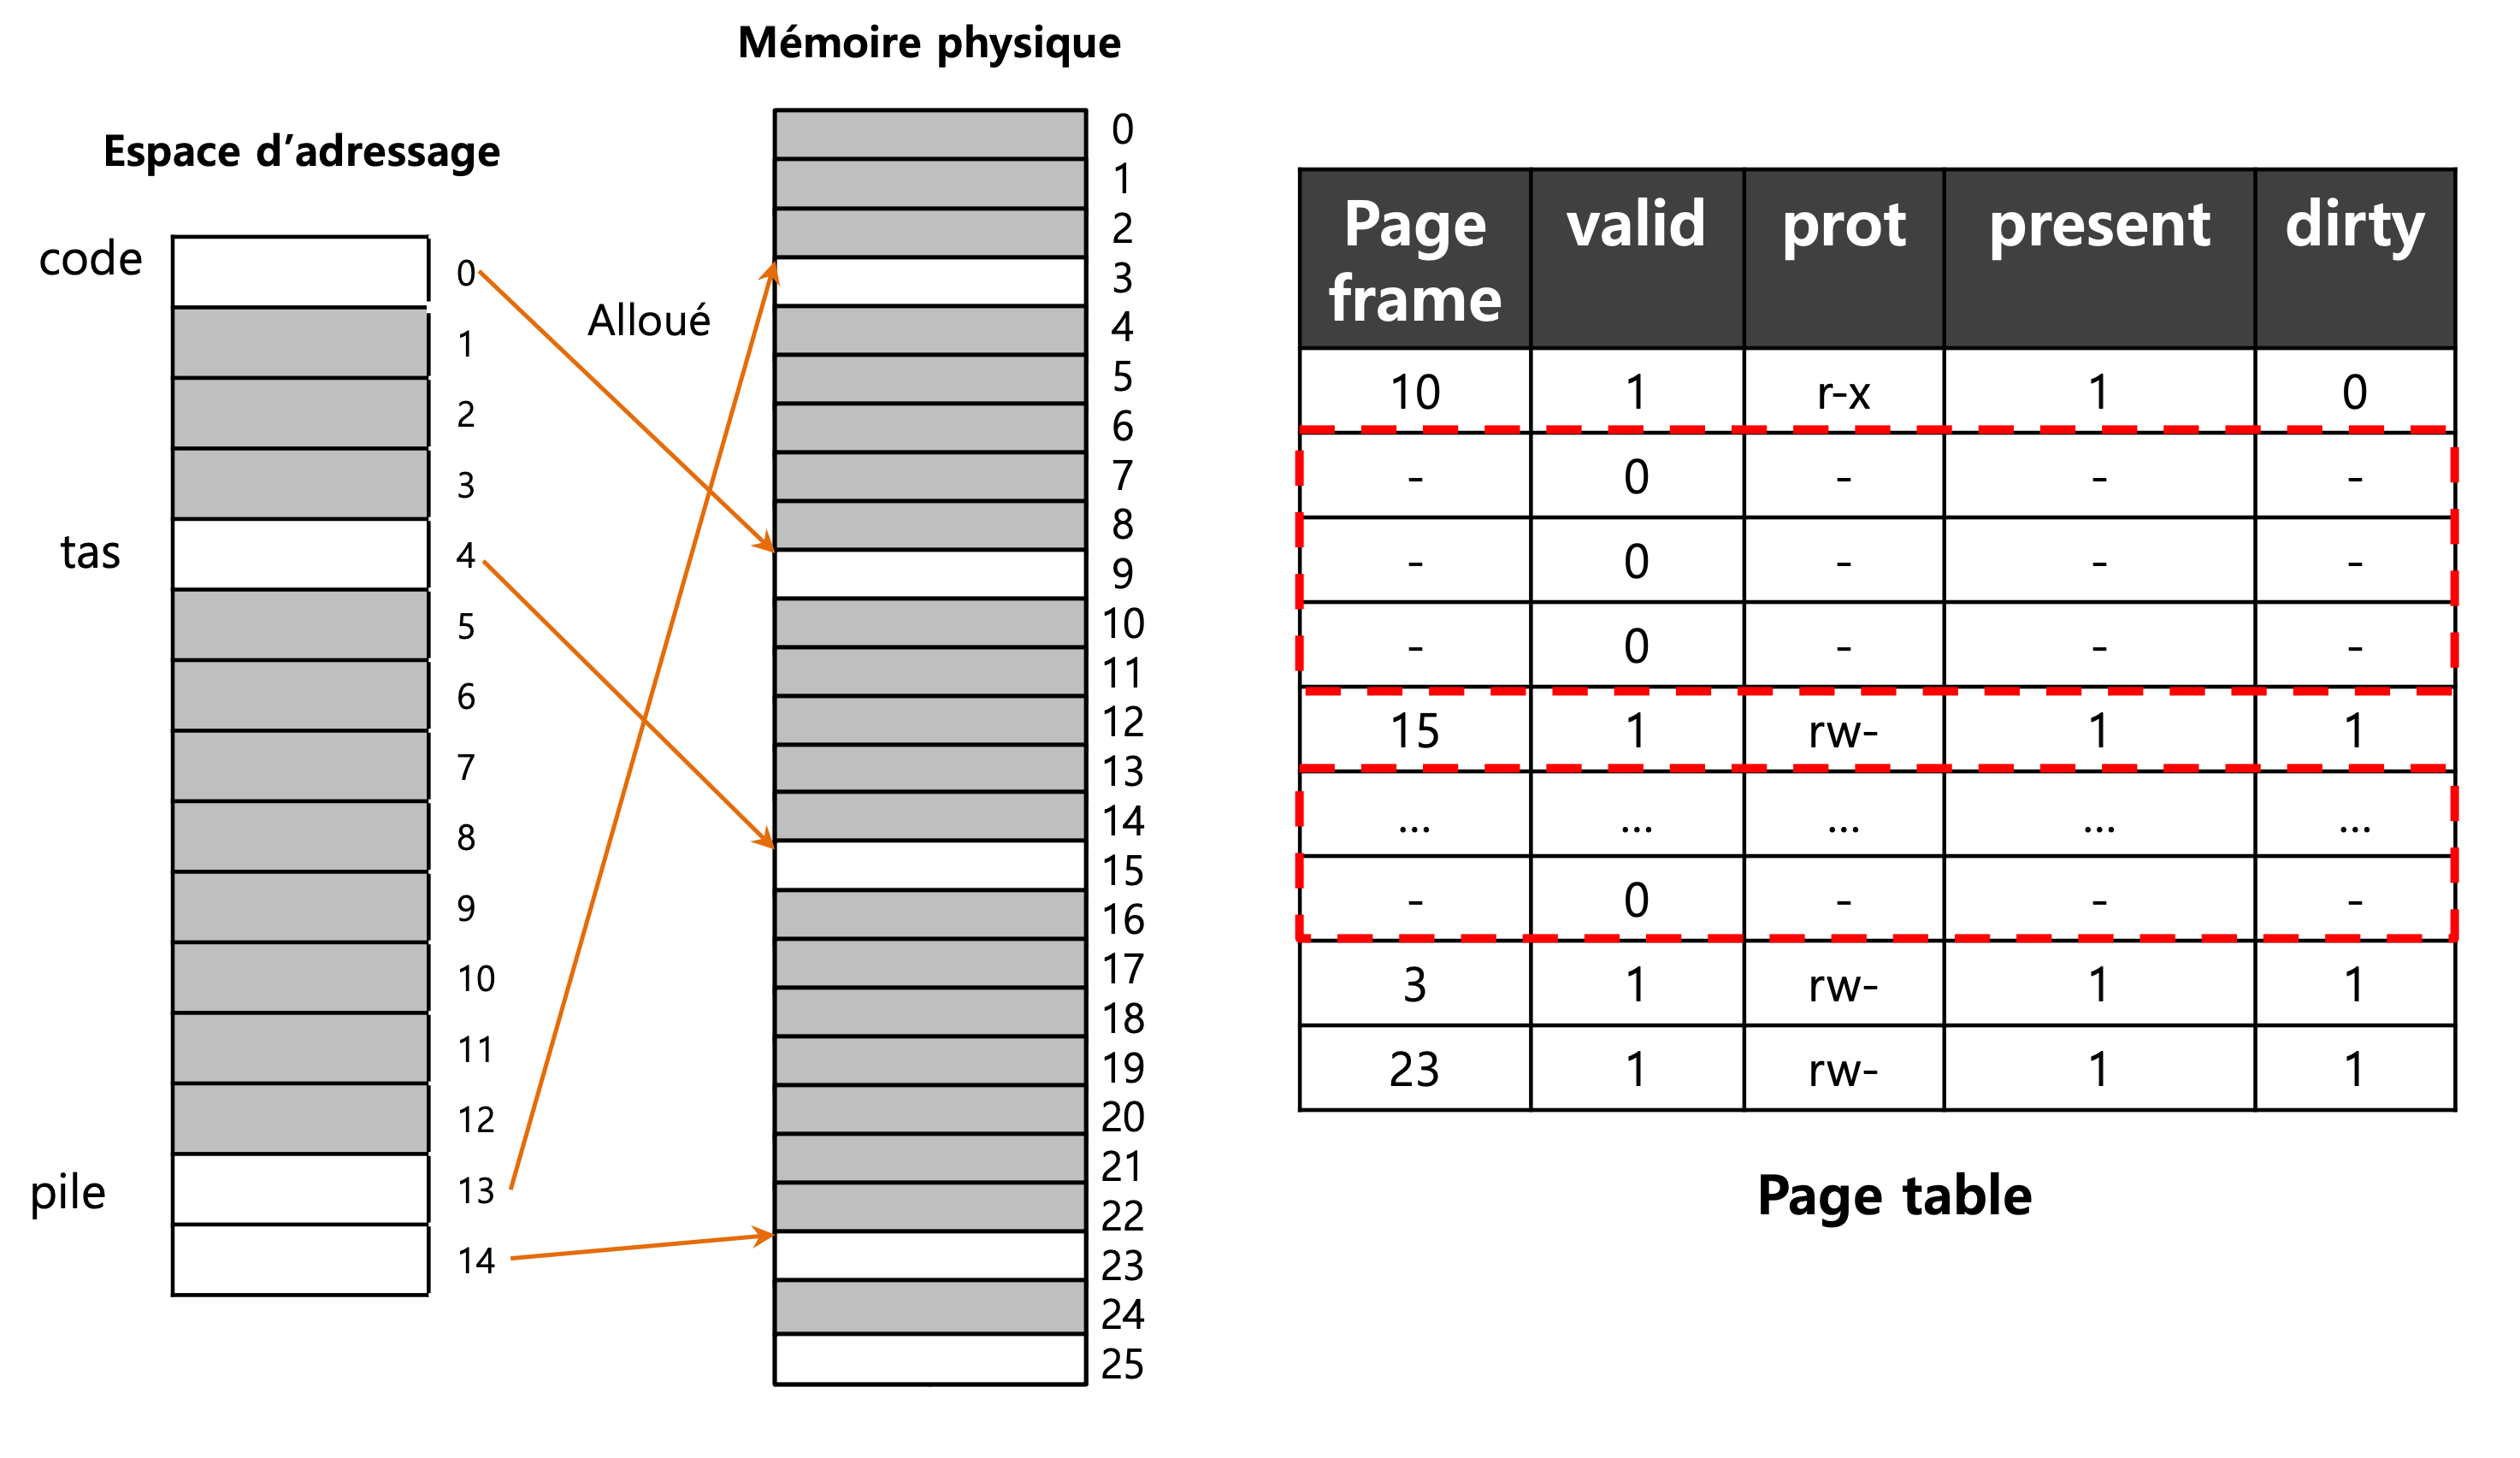 Mémoire physique
Espace d’adressage
code
tas
pile
0
1
2
3
4
5
6
7
8
9
10
11
12
13
14
Alloué
0
1
2
3
4
5
6
7
8
9
10
11
12
13
14
15
16
17
18
19
20
21
22
23
24
25
Page frame valid prot present dirty
10 1 r-x 1 0
- 0 - - -
- 0 - - -
- 0 - - -
15 1 rw- 1 1
... ... ... ... ...
- 0 - - -
3 1 rw- 1 1
23 1 rw- 1 1
Page table